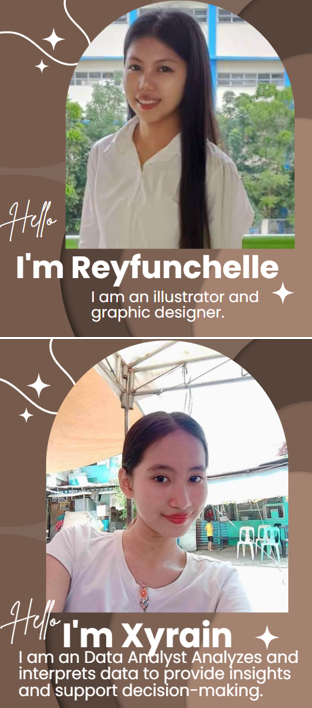 Hello
I'm Reyfunchelle
I am an illustrator and
graphic designer.
Hello
I'm Xyrain
I am an Data Analyst Analyzes and
interprets data to provide insights
and support decision-making.